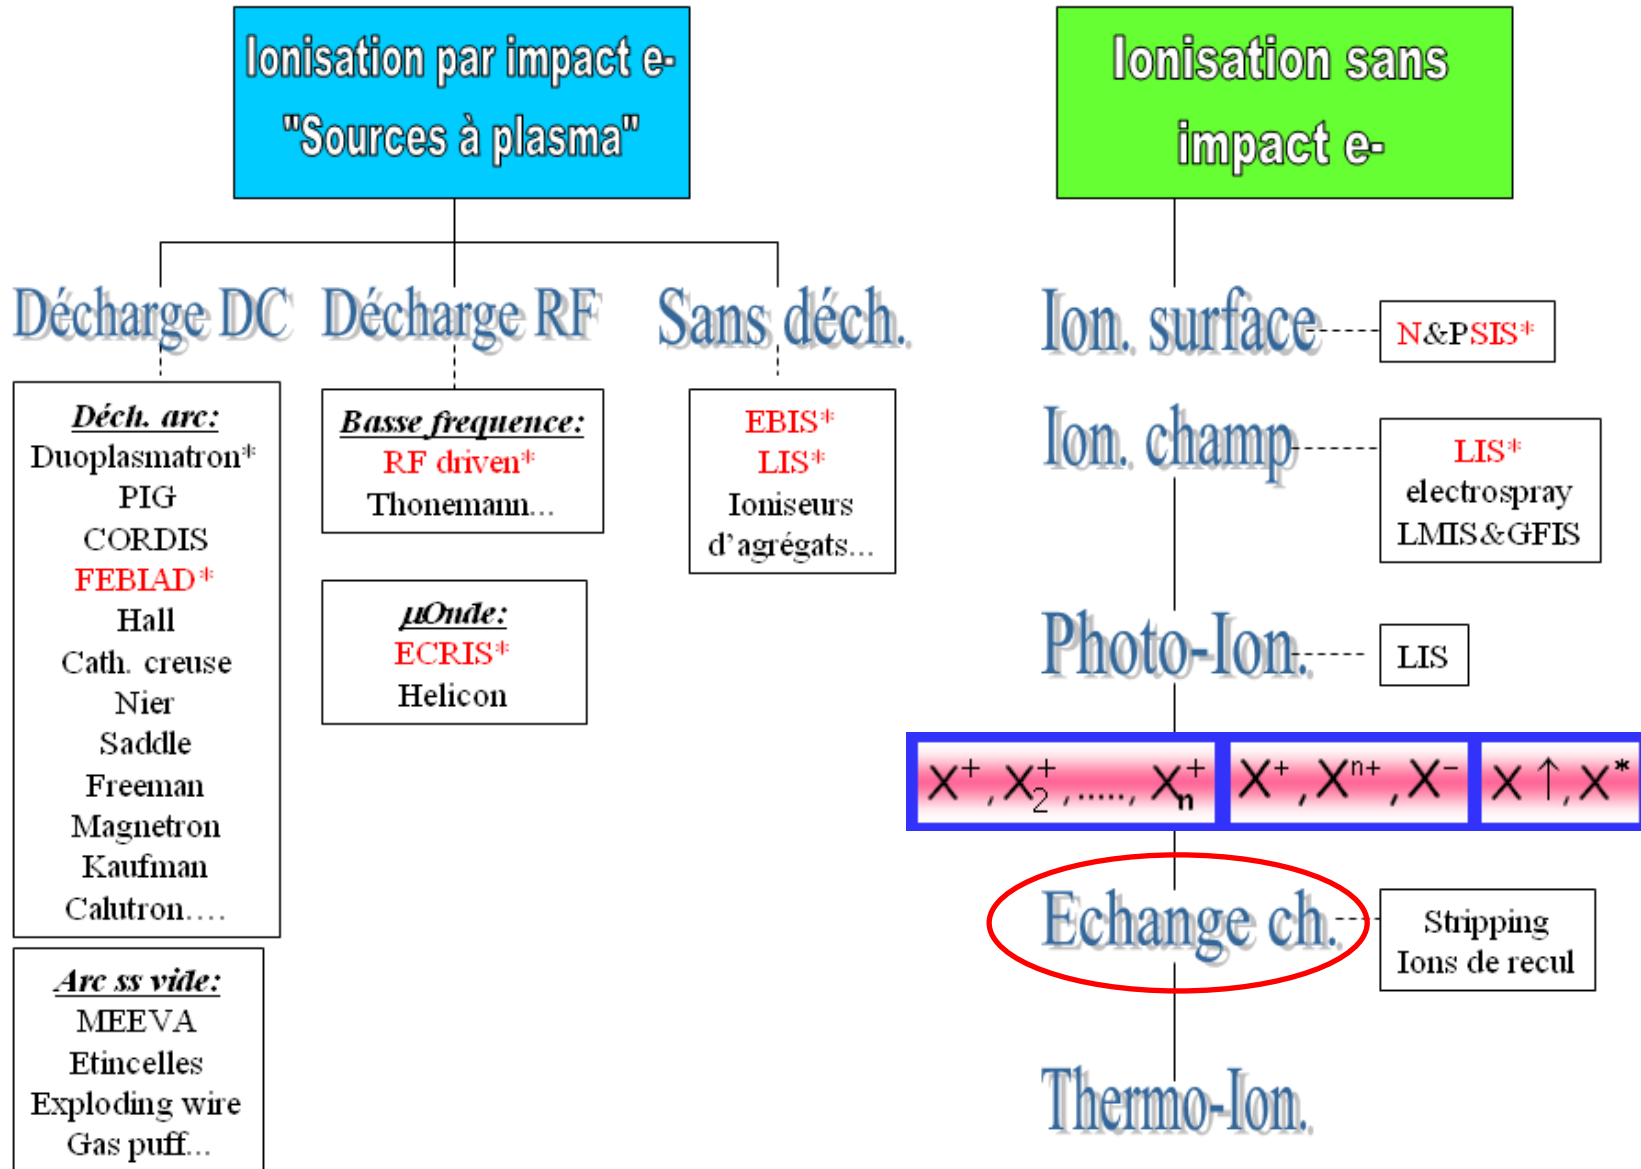 Ionisation par impact e-
"Sources à plasma"
Décharge DC
Déch. arc:
Duoplasmatron*
PIG
CORDIS
FEBIAD*
Hall
Cath. creuse
Nier
Saddle
Freeman
Magnetron
Kaufman
Calutron....
Arc ss vide:
MEEVA
Etincelles
Exploding wire
Gas puff...
Décharge RF
Basse frequence:
RF driven*
Thonemann...
µOnde:
ECRIS*
Helicon
Sans déch.
EBIS*
LIS*
Ioniseurs
d'agrégats...
Ionisation sans
impact e-
Ion. surface
N&PSIS*
Ion. champ
LIS*
electrospray
LMIS&GFIS
Photo-Ion.
LIS
X⁺, X₂⁺, ....., Xₙ⁺
X⁺, Xⁿ⁺, X⁻
X ↑, X*
Echange ch.
Stripping
Ions de recul
Thermo-Ion.